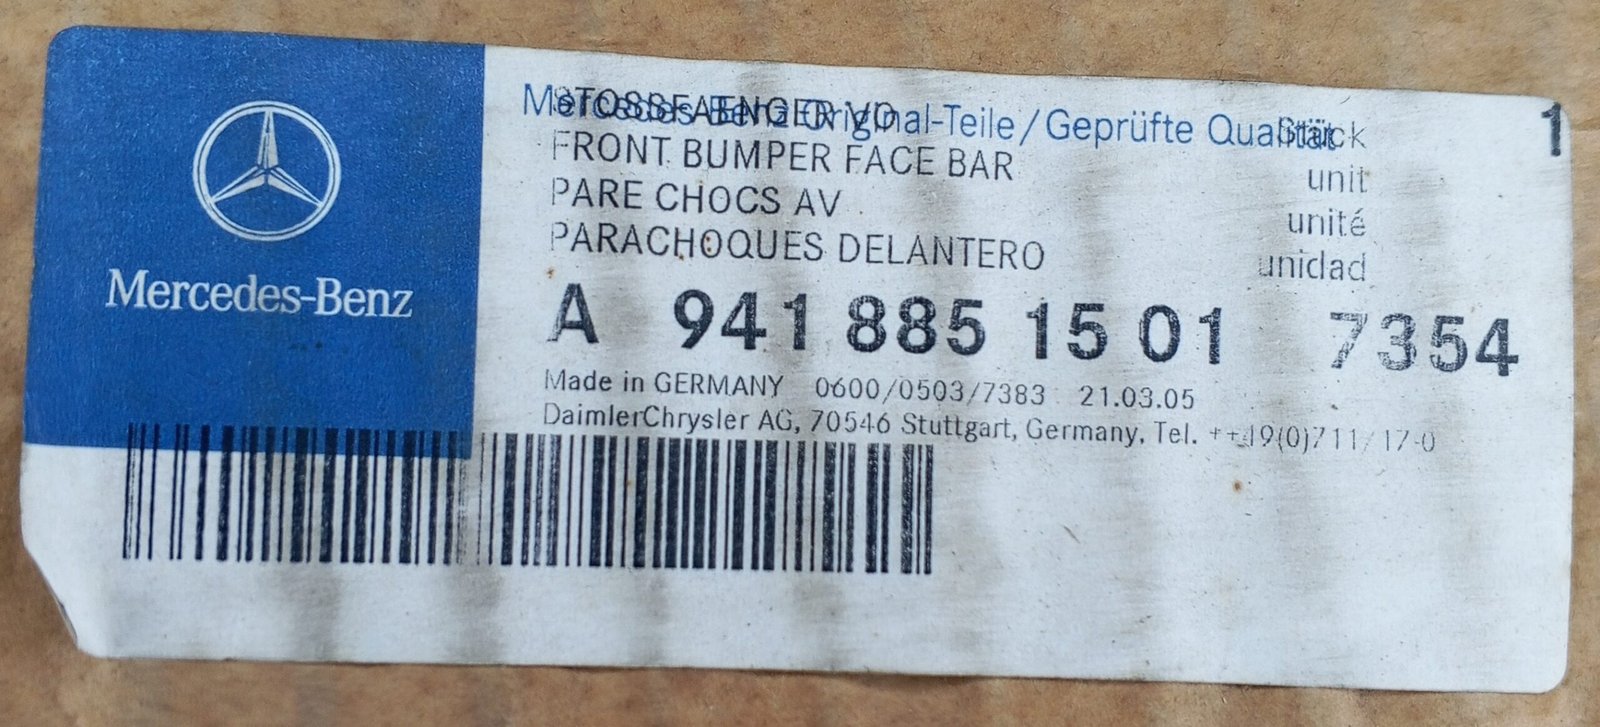 Mercedes-Benz
Mercedes-Benz Original-Teile/Geprüfte Qualität
STOSSFAENGER VO
Stück 1
FRONT BUMPER FACE BAR unit
PARE CHOCS AV unité
PARACHOQUES DELANTERO unidad
A 941 885 15 01 7354
Made in GERMANY 0600/0503/7383 21.03.05
DaimlerChrysler AG, 70546 Stuttgart, Germany, Tel. ++49(0)711/17-0